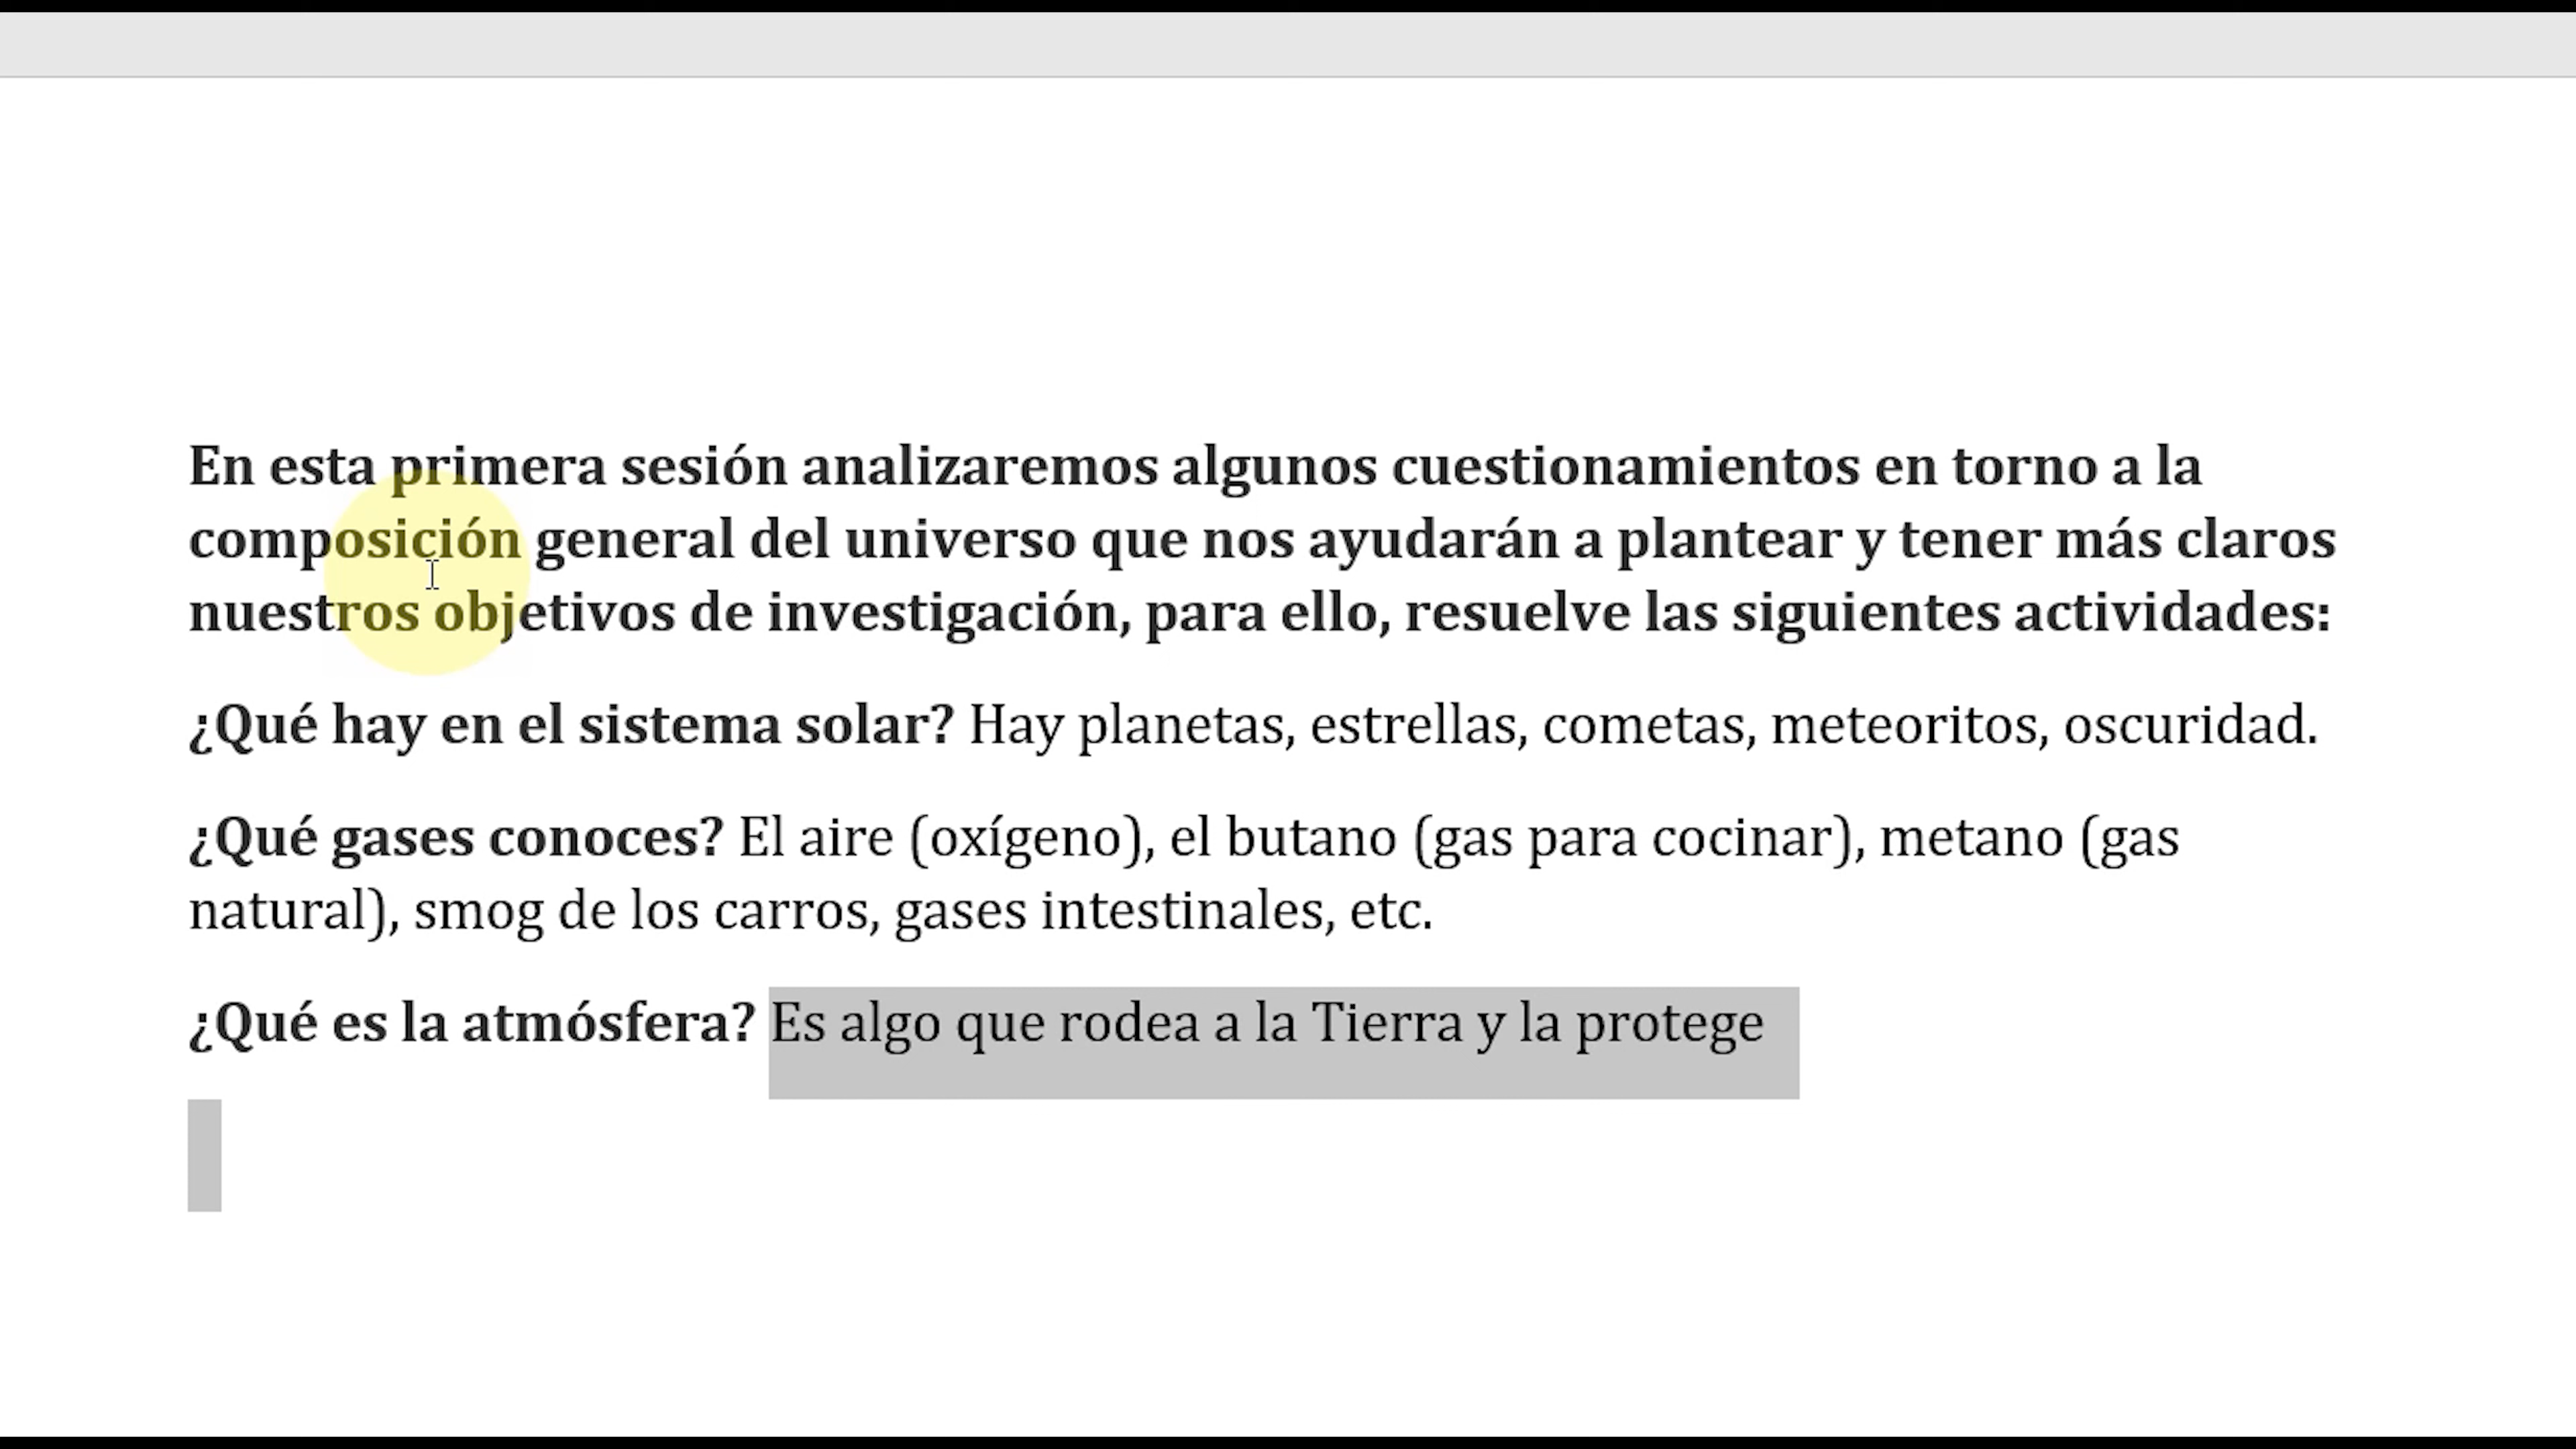 En esta primera sesión analizaremos algunos cuestionamientos en torno a la
composición general del universo que nos ayudarán a plantear y tener más claros
nuestros objetivos de investigación, para ello, resuelve las siguientes actividades:
¿Qué hay en el sistema solar? Hay planetas, estrellas, cometas, meteoritos, oscuridad.
¿Qué gases conoces? El aire (oxígeno), el butano (gas para cocinar), metano (gas
natural), smog de los carros, gases intestinales, etc.
¿Qué es la atmósfera? Es algo que rodea a la Tierra y la protege